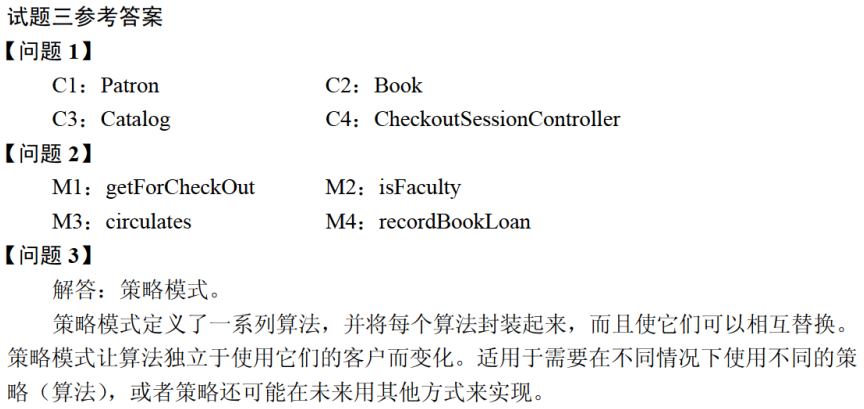 试题三参考答案
【问题 1】
C1：Patron C2：Book
C3：Catalog C4：CheckoutSessionController
【问题 2】
M1：getForCheckOut M2：isFaculty
M3：circulates M4：recordBookLoan
【问题 3】
解答：策略模式。
策略模式定义了一系列算法，并将每个算法封装起来，而且使它们可以相互替换。
策略模式让算法独立于使用它们的客户而变化。适用于需要在不同情况下使用不同的策
略（算法），或者策略还可能在未来用其他方式来实现。